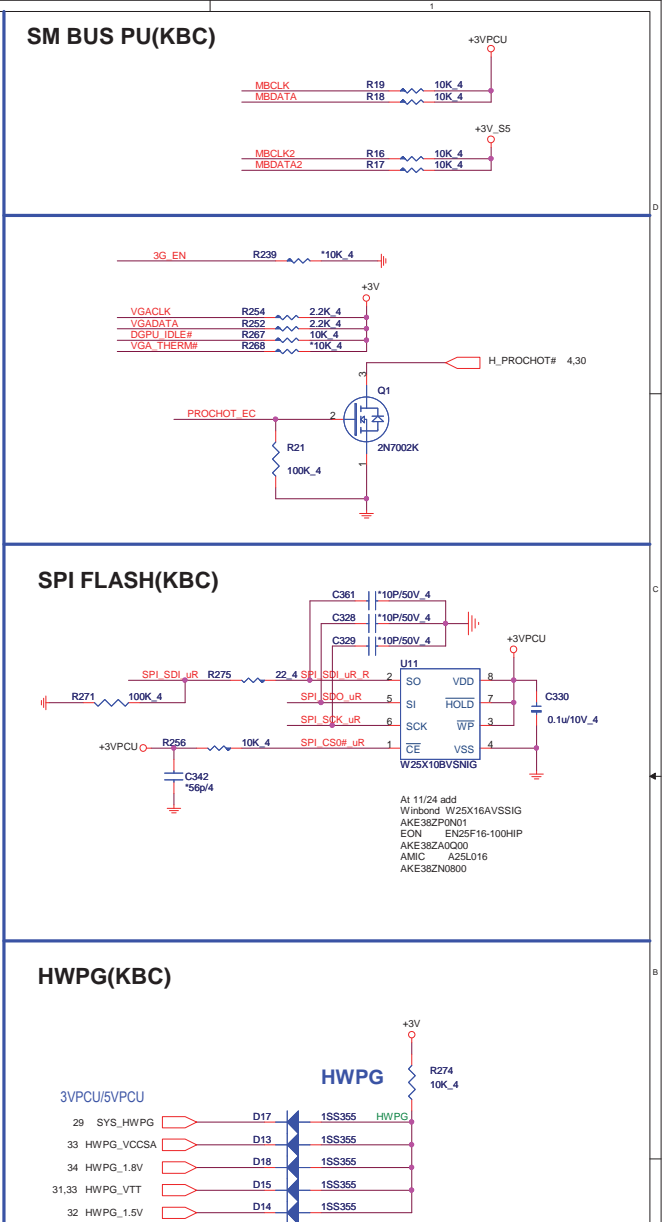 1
SM BUS PU(KBC)
+3VPCU
MBCLK R19 10K_4
MBDATA R18 10K_4
+3V_S5
MBCLK2 R16 10K_4
MBDATA2 R17 10K_4
D
3G_EN R239 *10K_4
+3V
VGACLK R254 2.2K_4
VGADATA R252 2.2K_4
DGPU_IDLE# R267 10K_4
VGA_THERM# R268 *10K_4
H_PROCHOT# 4,30
3
Q1
PROCHOT_EC 2
R21 2N7002K
1
100K_4
SPI FLASH(KBC)
C
C361 *10P/50V_4
C328 *10P/50V_4
C329 *10P/50V_4
+3VPCU
U11
SPI_SDI_uR R275 22_4 SPI_SDI_uR_R 2 SO VDD 8
R271 100K_4 SPI_SDO_uR 5 SI HOLD 7 C330
SPI_SCK_uR 6 SCK WP 3 0.1u/10V_4
+3VPCU R256 10K_4 SPI_CS0#_uR 1 CE VSS 4
W25X10BVSNIG
C342
*56p/4
At 11/24 add
Winbond W25X16AVSSIG
AKE38ZP0N01
EON EN25F16-100HIP
AKE38ZA0Q00
AMIC A25L016
AKE38ZN0800
HWPG(KBC)
B
+3V
HWPG
R274
10K_4
3VPCU/5VPCU
29 SYS_HWPG D17 1SS355 HWPG
33 HWPG_VCCSA D13 1SS355
34 HWPG_1.8V D18 1SS355
31,33 HWPG_VTT D15 1SS355
32 HWPG_1.5V D14 1SS355